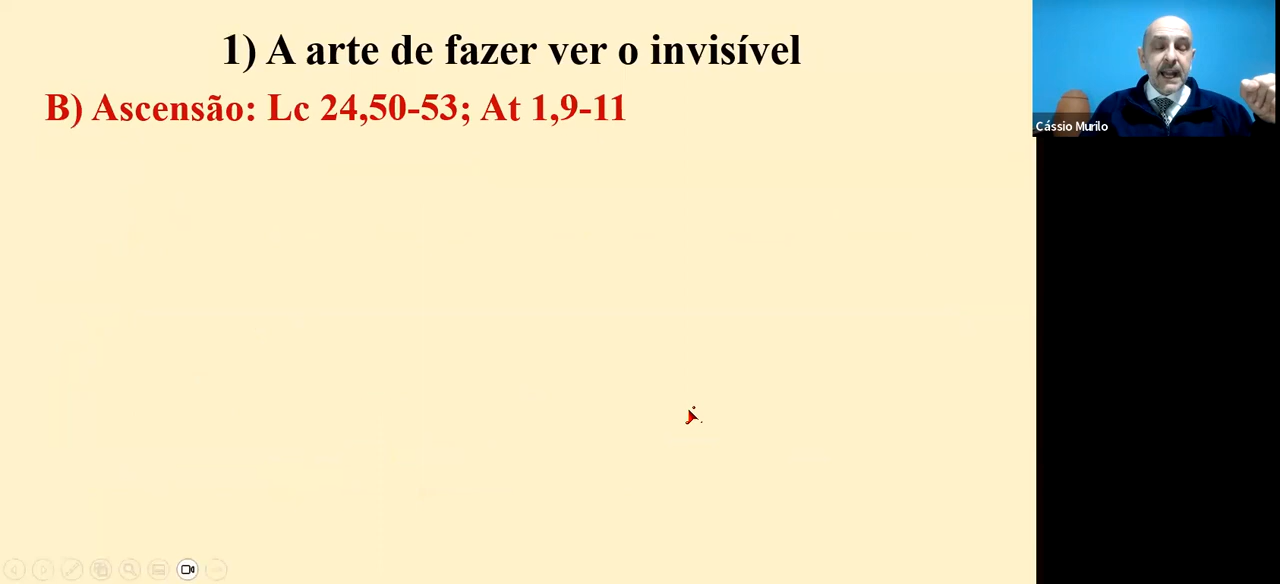 1) A arte de fazer ver o invisível
B) Ascensão: Lc 24,50-53; At 1,9-11
Cássio Murilo